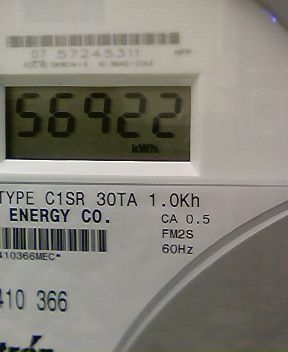 07 57245311
56922
kWh
TYPE C1SR 30TA 1.0Kh
ENERGY CO.
CA 0.5
FM2S
60Hz
410366MEC*
410 366